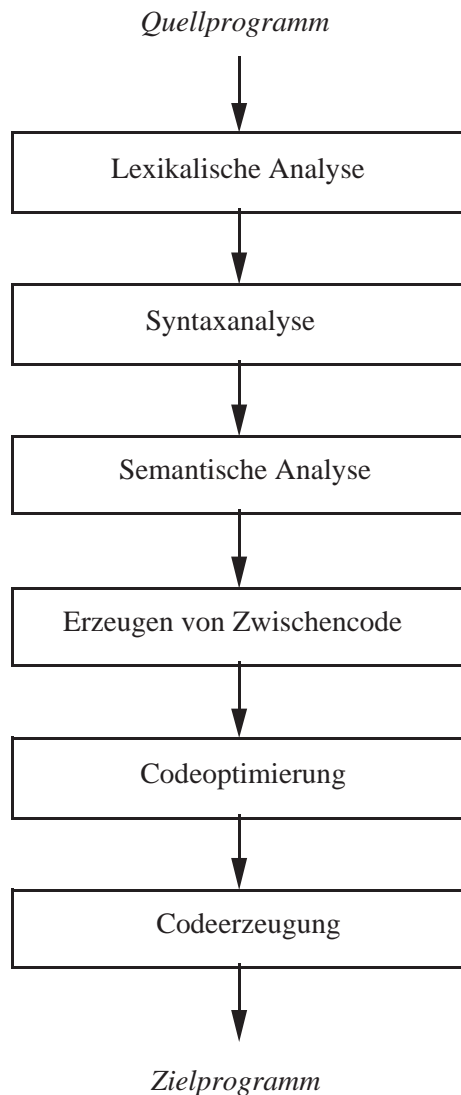 Quellprogramm
Lexikalische Analyse
Syntaxanalyse
Semantische Analyse
Erzeugen von Zwischencode
Codeoptimierung
Codeerzeugung
Zielprogramm